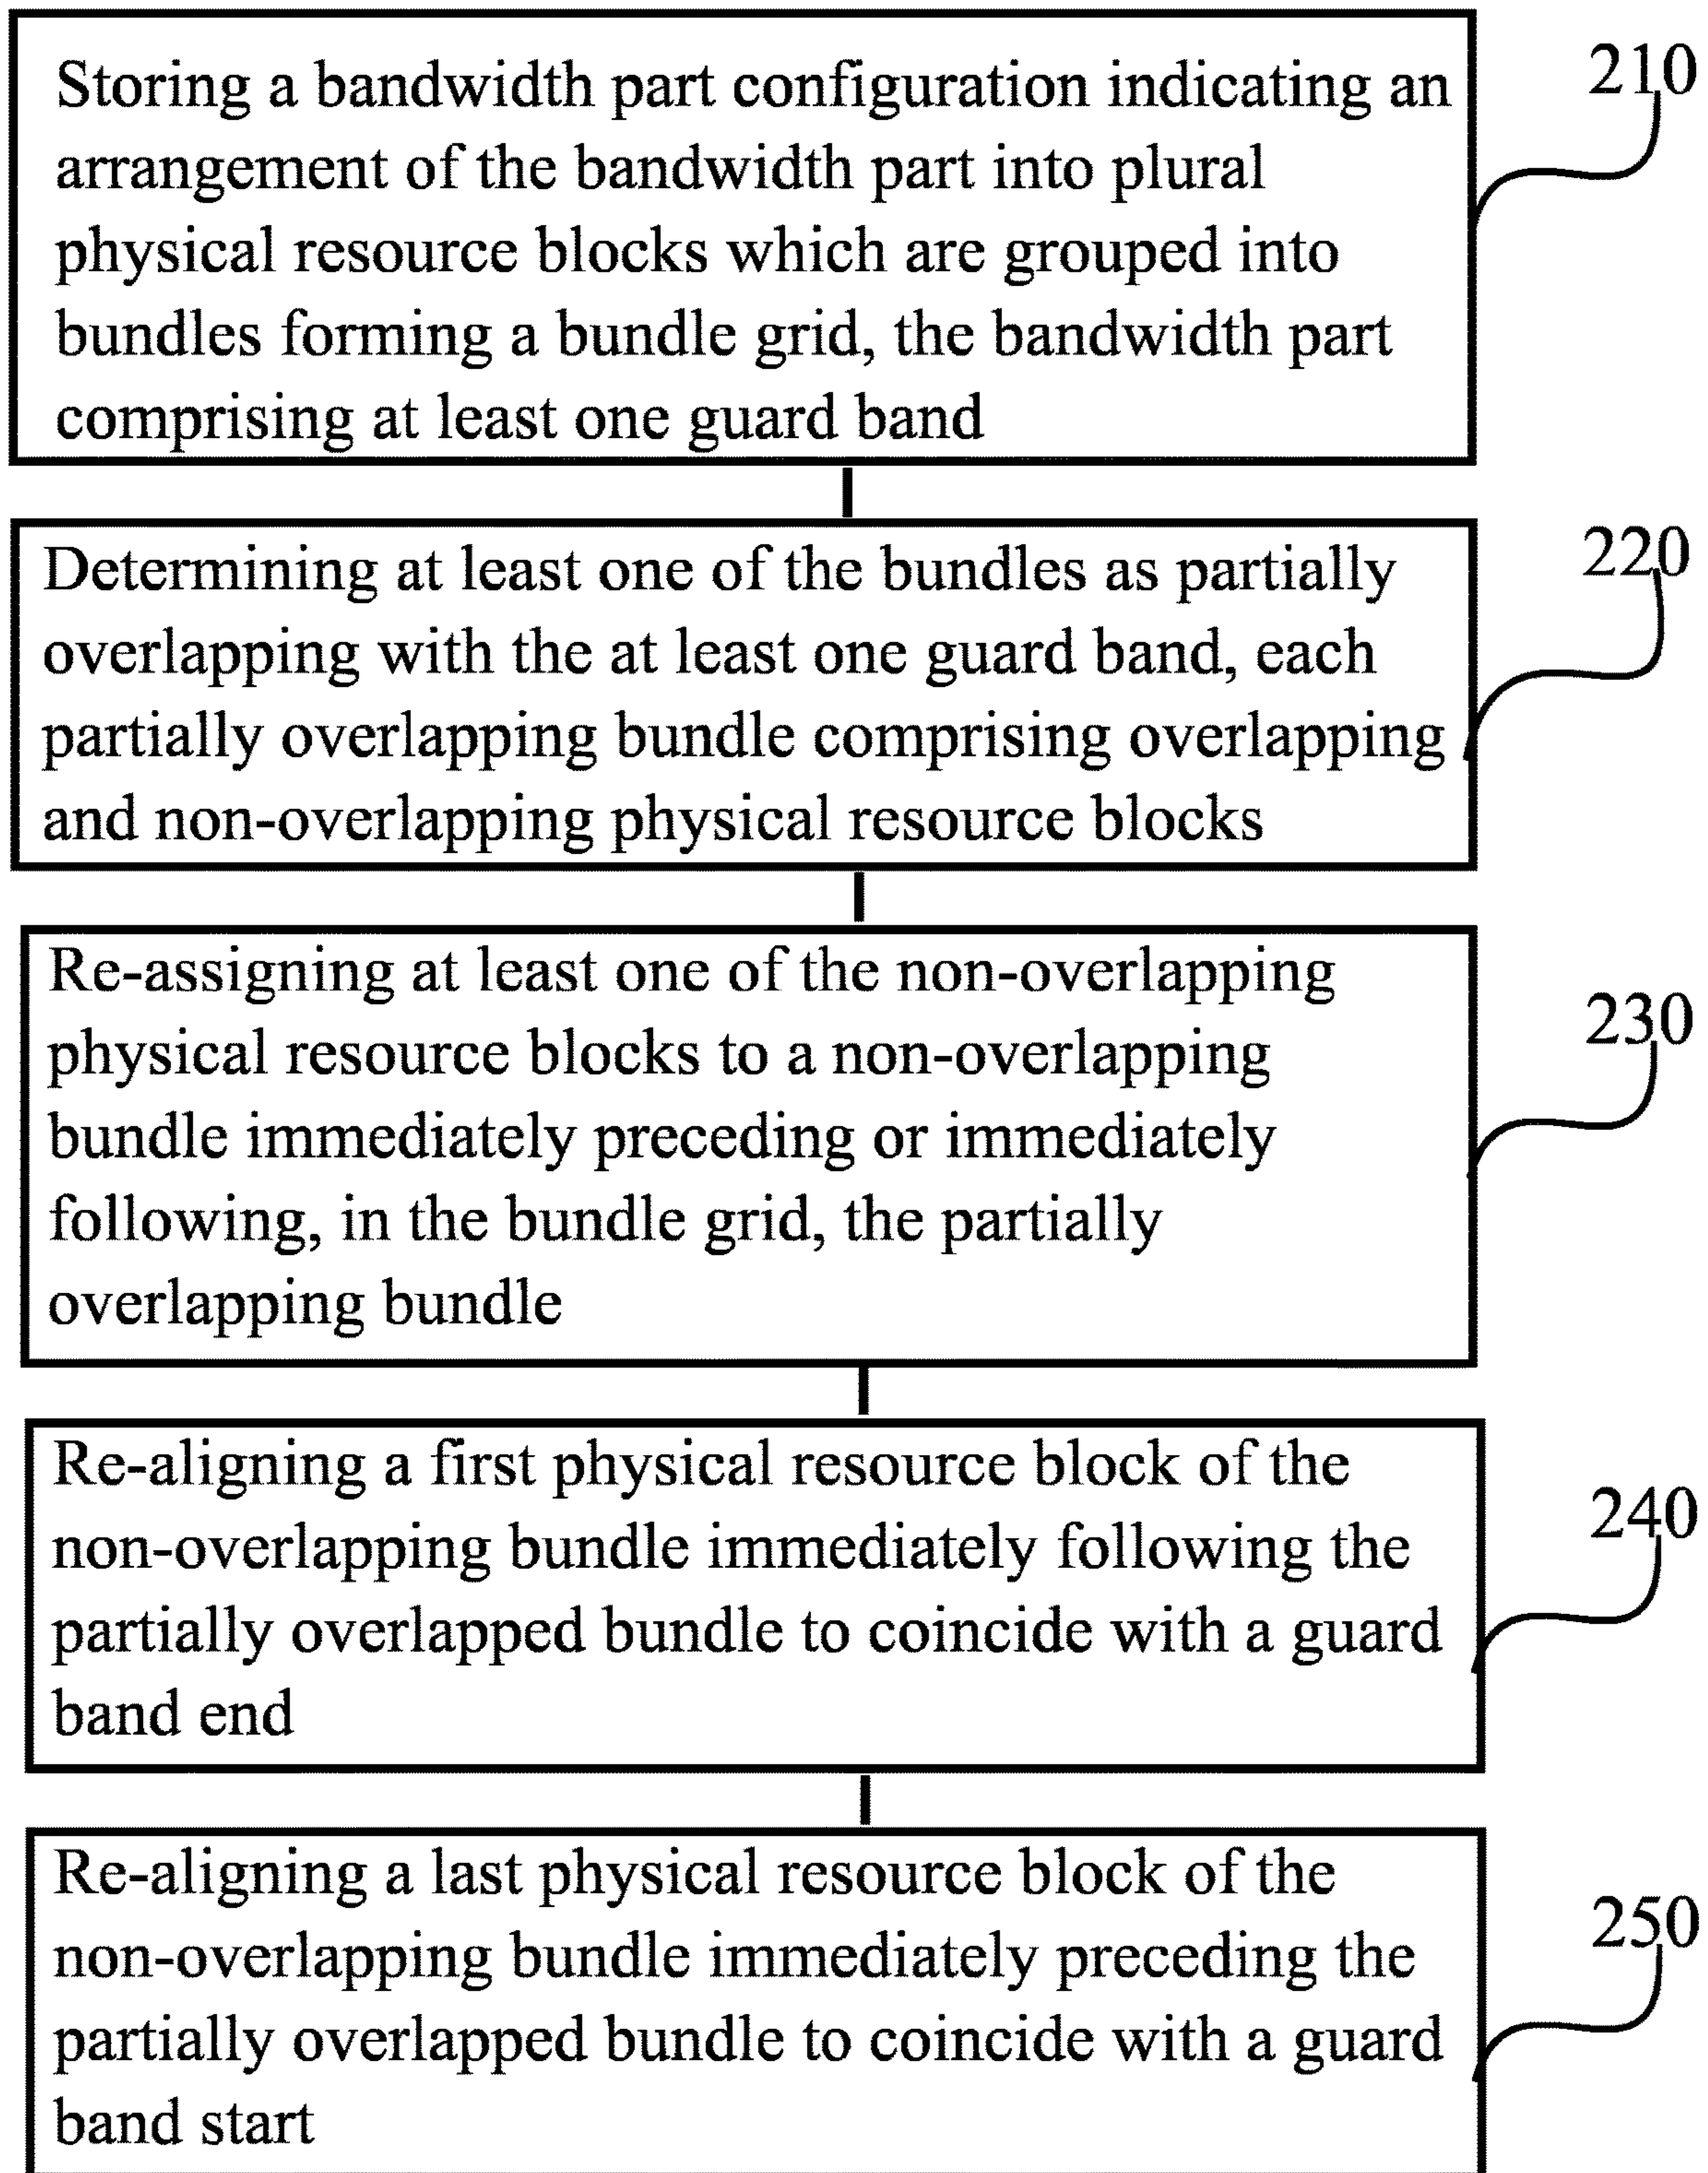 Storing a bandwidth part configuration indicating an
arrangement of the bandwidth part into plural
physical resource blocks which are grouped into
bundles forming a bundle grid, the bandwidth part
comprising at least one guard band
210
Determining at least one of the bundles as partially
overlapping with the at least one guard band, each
partially overlapping bundle comprising overlapping
and non-overlapping physical resource blocks
220
Re-assigning at least one of the non-overlapping
physical resource blocks to a non-overlapping
bundle immediately preceding or immediately
following, in the bundle grid, the partially
overlapping bundle
230
Re-aligning a first physical resource block of the
non-overlapping bundle immediately following the
partially overlapped bundle to coincide with a guard
band end
240
Re-aligning a last physical resource block of the
non-overlapping bundle immediately preceding the
partially overlapped bundle to coincide with a guard
band start
250